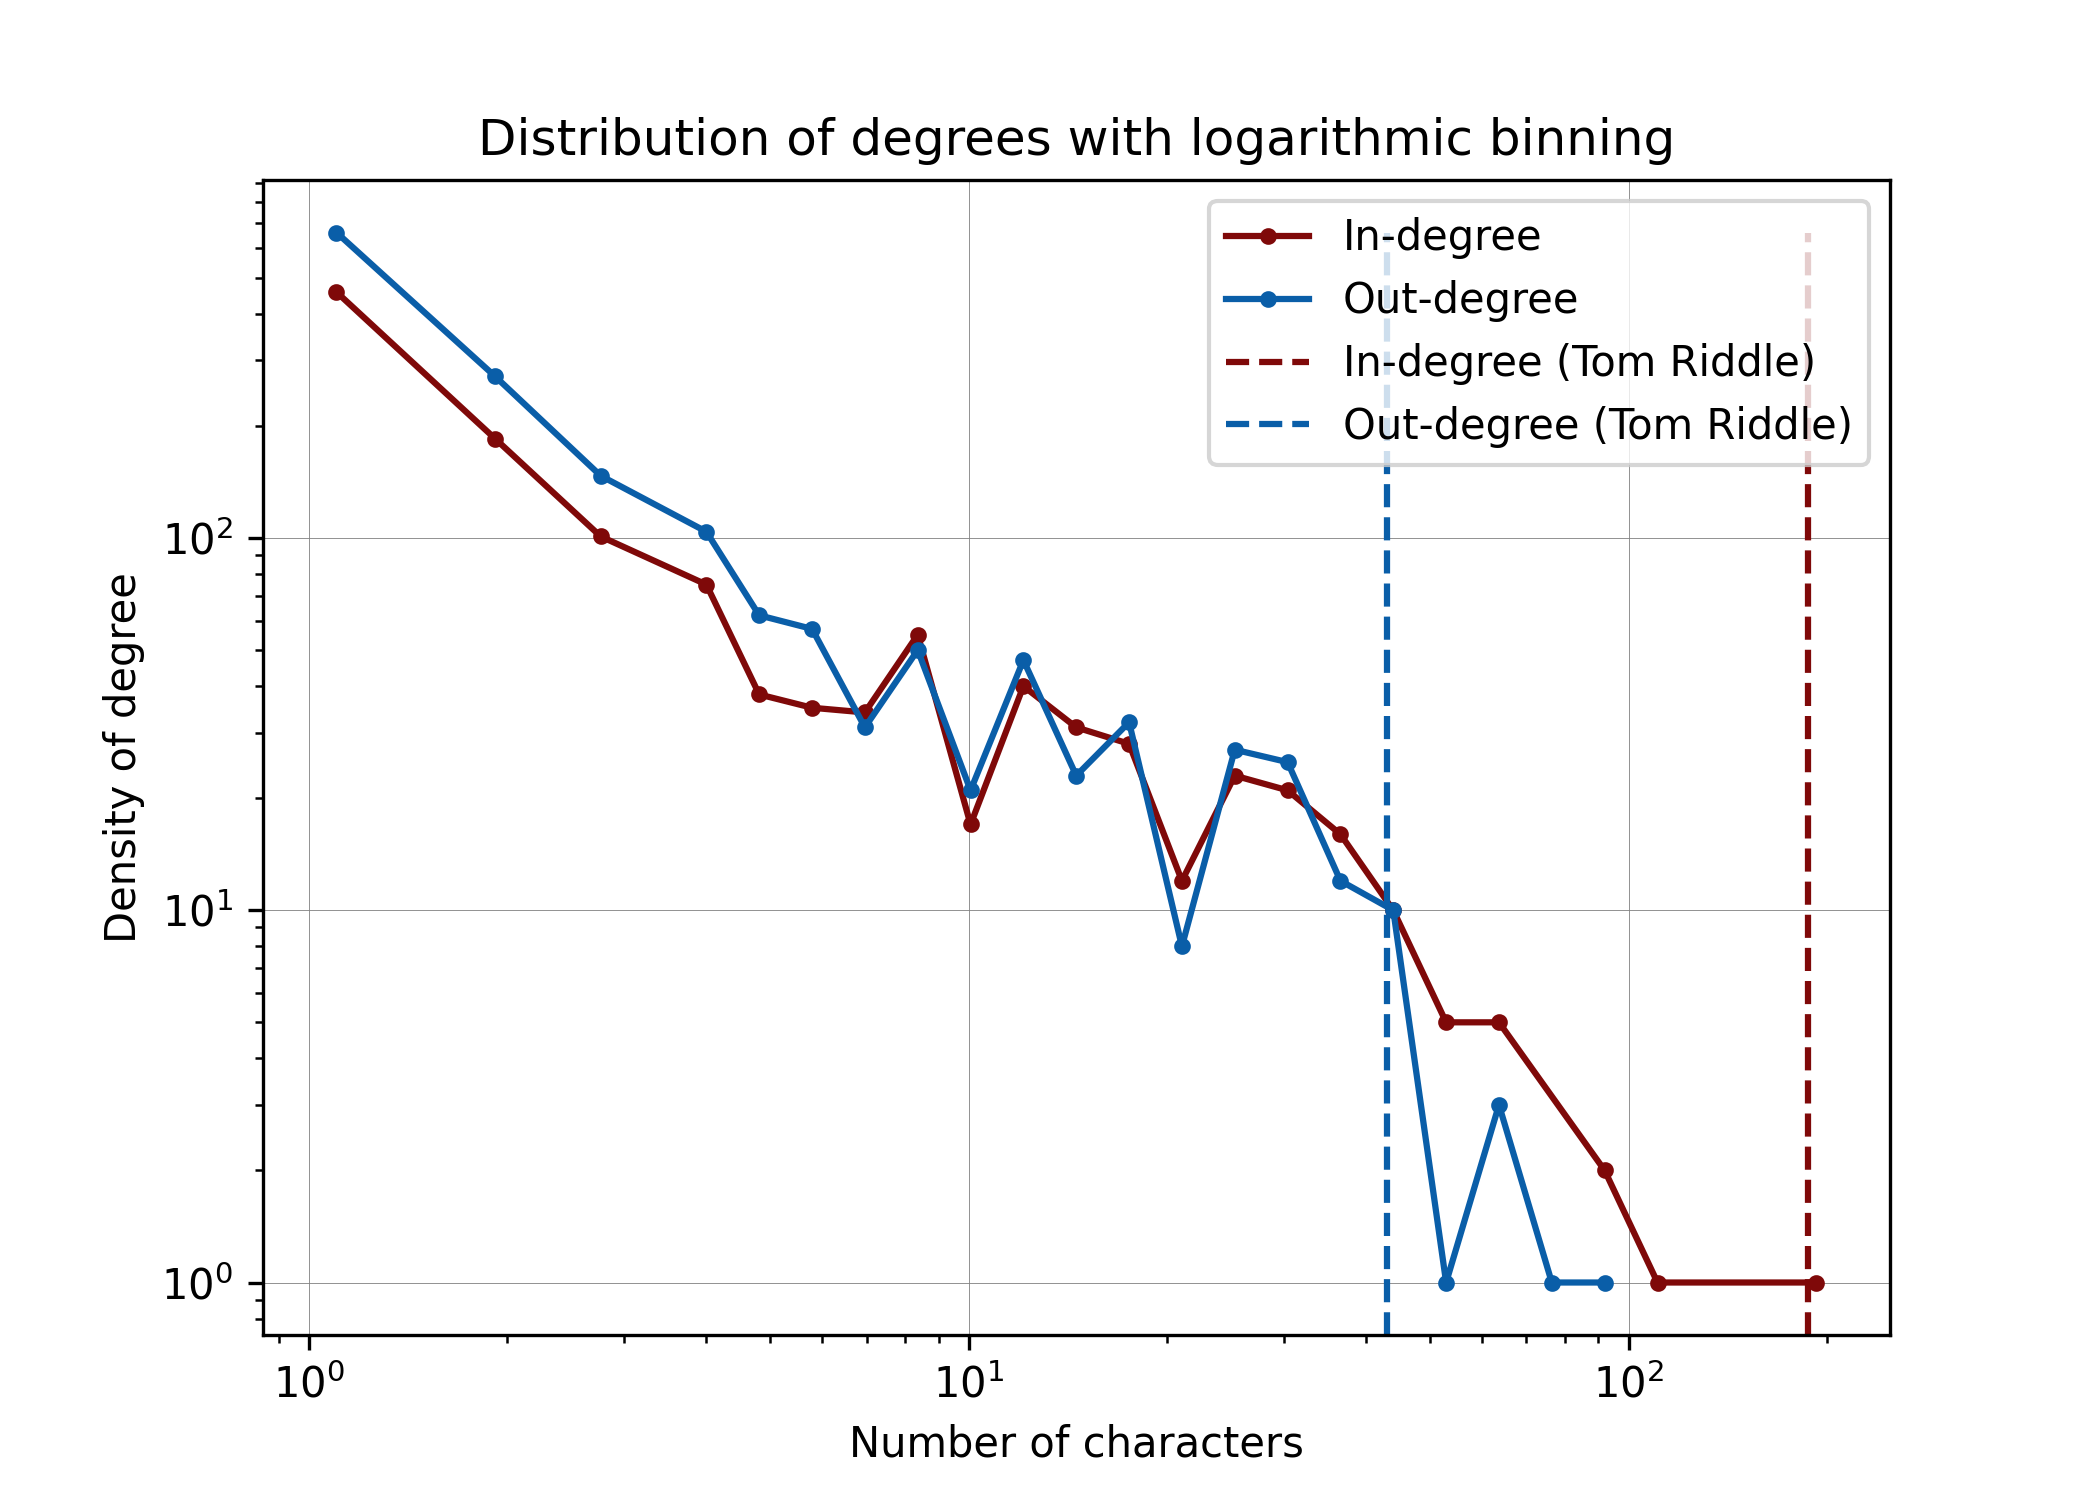 Distribution of degrees with logarithmic binning
In-degree
Out-degree
In-degree (Tom Riddle)
Out-degree (Tom Riddle)
Density of degree
10²
10¹
10⁰
10⁰ 10¹ 10²
Number of characters